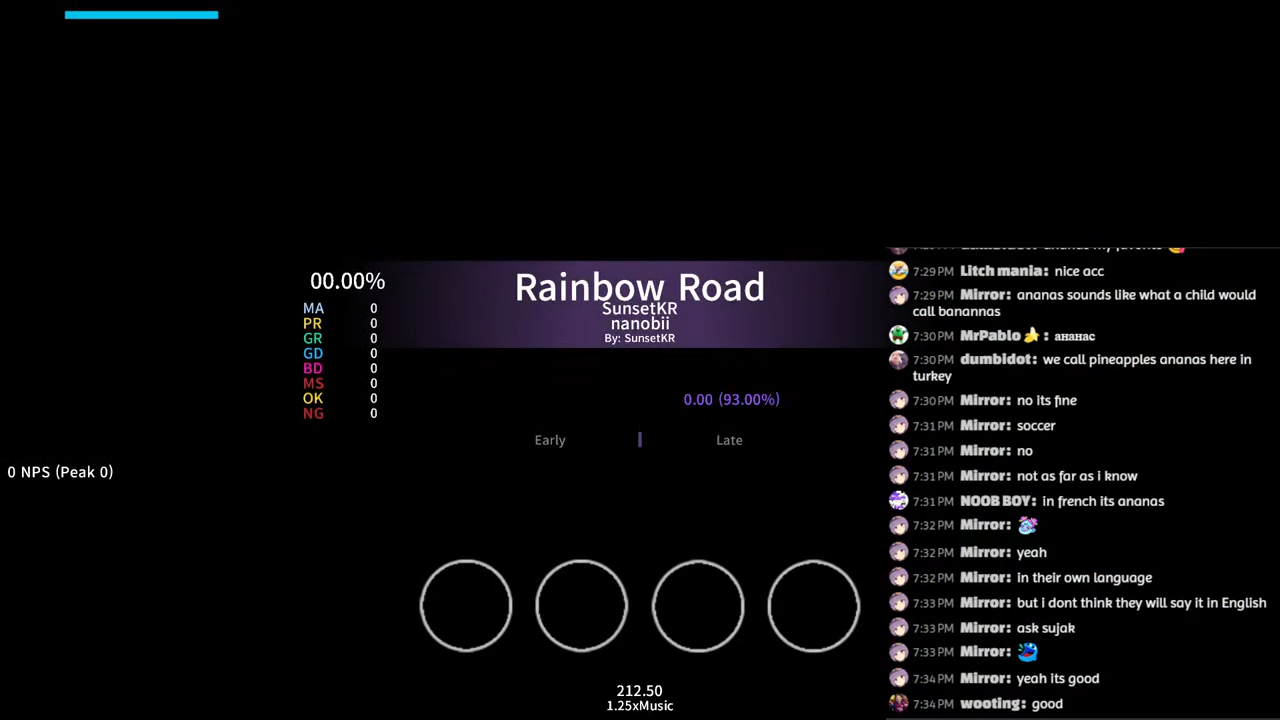 00.00%
MA 0
PR 0
GR 0
GD 0
BD 0
MS 0
OK 0
NG 0
0 NPS (Peak 0)
Rainbow Road
SunsetKR
nanobii
By: SunsetKR
0.00 (93.00%)
Early Late
212.50
1.25xMusic
7:29 PM Litch mania: nice acc
7:29 PM Mirror: ananas sounds like what a child would
call banannas
7:30 PM MrPablo🍌: ананас
7:30 PM dumbidot: we call pineapples ananas here in
turkey
7:30 PM Mirror: no its fine
7:31 PM Mirror: soccer
7:31 PM Mirror: no
7:31 PM Mirror: not as far as i know
7:31 PM NOOB BOY: in french its ananas
7:32 PM Mirror:
7:32 PM Mirror: yeah
7:32 PM Mirror: in their own language
7:33 PM Mirror: but i dont think they will say it in English
7:33 PM Mirror: ask sujak
7:33 PM Mirror:
7:34 PM Mirror: yeah its good
7:34 PM wooting: good